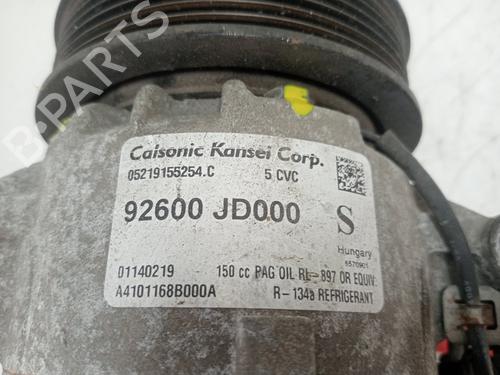 B-PARTS
Calsonic Kansei Corp.
05219155254.C 5 CVC
92600 JD000 S
Hungary
01140219 150 cc PAG OIL RL-897 OR EQUIV.
A4101168B000A R-134a REFRIGERANT